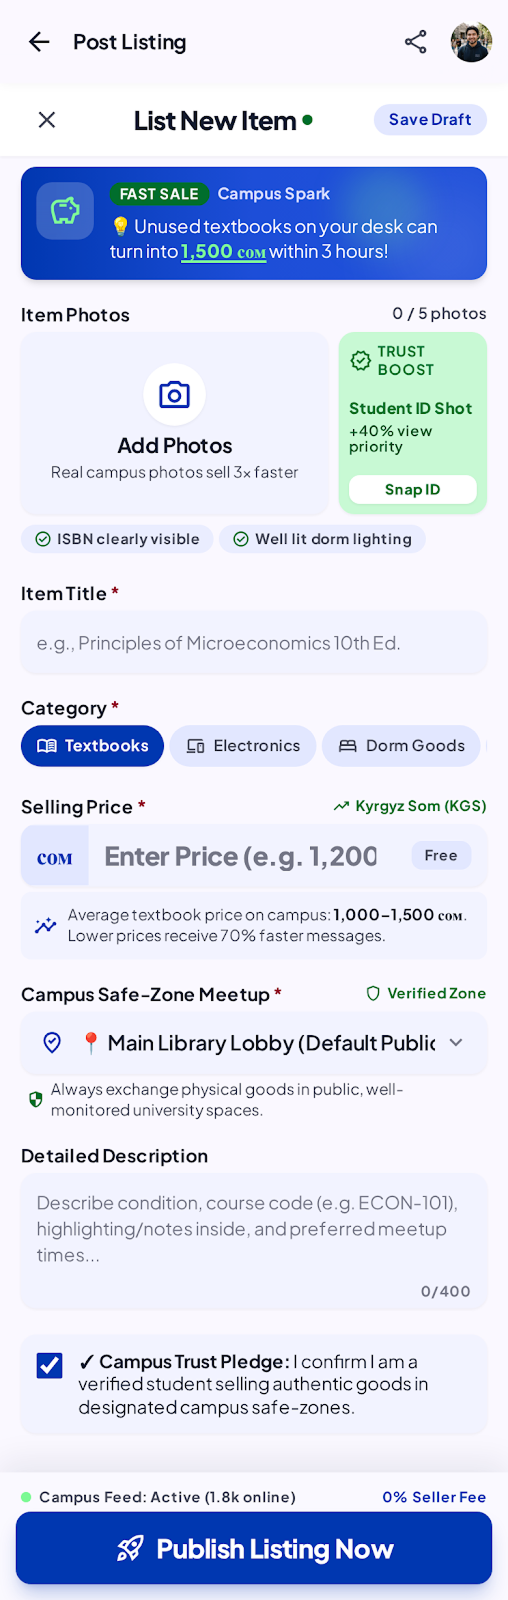 Post Listing
List New Item
Save Draft
FAST SALE Campus Spark
💡 Unused textbooks on your desk can
turn into 1,500 сом within 3 hours!
Item Photos
0 / 5 photos
Add Photos
Real campus photos sell 3x faster
TRUST
BOOST
Student ID Shot
+40% view
priority
Snap ID
ISBN clearly visible
Well lit dorm lighting
Item Title *
e.g., Principles of Microeconomics 10th Ed.
Category *
Textbooks
Electronics
Dorm Goods
Selling Price *
Kyrgyz Som (KGS)
сом
Enter Price (e.g. 1,200
Free
Average textbook price on campus: 1,000–1,500 сом.
Lower prices receive 70% faster messages.
Campus Safe-Zone Meetup *
Verified Zone
📍 Main Library Lobby (Default Public
Always exchange physical goods in public, well-
monitored university spaces.
Detailed Description
Describe condition, course code (e.g. ECON-101),
highlighting/notes inside, and preferred meetup
times...
0/400
✓ Campus Trust Pledge: I confirm I am a
verified student selling authentic goods in
designated campus safe-zones.
Campus Feed: Active (1.8k online)
0% Seller Fee
Publish Listing Now